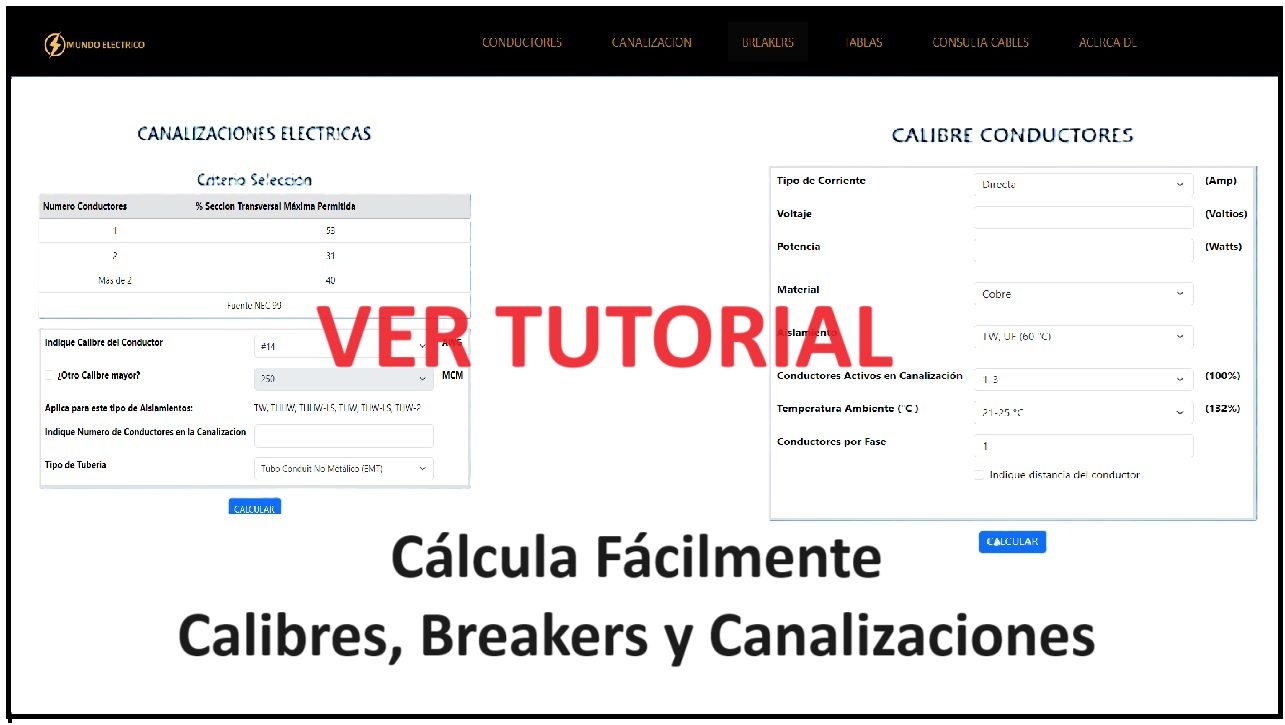 MUNDO ELECTRICO
CONDUCTORES CANALIZACION BREAKERS TABLAS CONSULTA CABLES ACERCA DE
CANALIZACIONES ELECTRICAS
Criterio Selección
Numero Conductores % Seccion Transversal Máxima Permitida
1 53
2 31
Mas de 2 40
Fuente NEC 99
Indique Calibre del Conductor #14 AWG
¿Otro Calibre mayor? 250 MCM
Aplica para este tipo de Aislamientos: TW, THHW, THHW-LS, THW, THW-LS, THW-2
Indique Numero de Conductores en la Canalizacion
Tipo de Tubería Tubo Conduit No Metálico (EMT)
CALCULAR
CALIBRE CONDUCTORES
Tipo de Corriente Directa (Amp)
Voltaje (Voltios)
Potencia (Watts)
Material Cobre
Aislamiento TW, UF (60 °C)
Conductores Activos en Canalización 1-3 (100%)
Temperatura Ambiente (°C ) 21-25 °C (132%)
Conductores por Fase 1
Indique distancia del conductor
CALCULAR
VER TUTORIAL
Cálcula Fácilmente
Calibres, Breakers y Canalizaciones